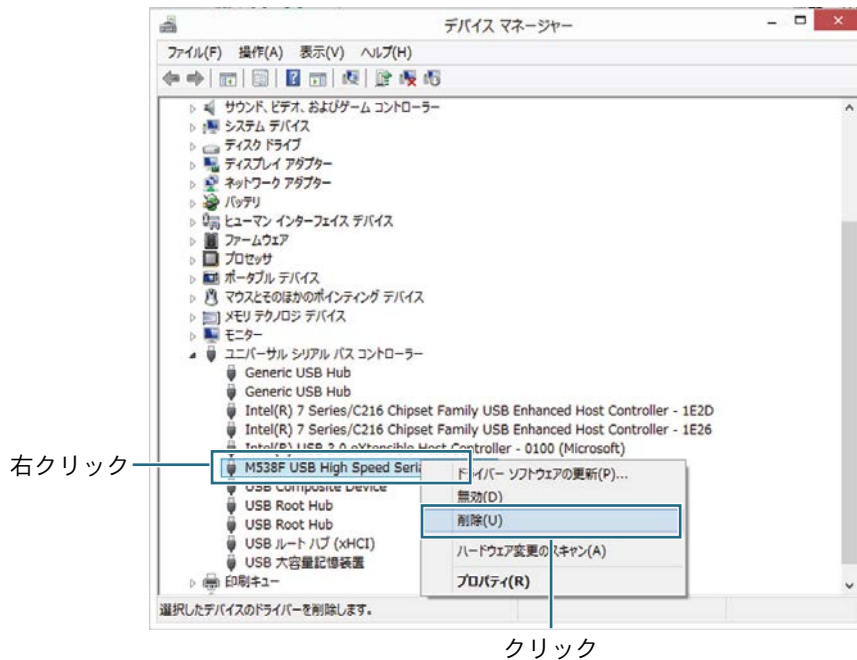 デバイス マネージャー
ファイル(F) 操作(A) 表示(V) ヘルプ(H)
サウンド、ビデオ、およびゲーム コントローラー
システム デバイス
ディスク ドライブ
ディスプレイ アダプター
ネットワーク アダプター
バッテリ
ヒューマン インターフェイス デバイス
ファームウェア
プロセッサ
ポータブル デバイス
マウスとそのほかのポインティング デバイス
メモリ テクノロジ デバイス
モニター
ユニバーサル シリアル バス コントローラー
Generic USB Hub
Generic USB Hub
Intel(R) 7 Series/C216 Chipset Family USB Enhanced Host Controller - 1E2D
Intel(R) 7 Series/C216 Chipset Family USB Enhanced Host Controller - 1E26
Intel(R) USB 3.0 eXtensible Host Controller - 0100 (Microsoft)
右クリック
M538F USB High Speed Seria
ドライバー ソフトウェアの更新(P)...
USB Composite Device
無効(D)
USB Root Hub
削除(U)
USB Root Hub
USB ルート ハブ (xHCI)
ハードウェア変更のスキャン(A)
USB 大容量記憶装置
印刷キュー
プロパティ(R)
選択したデバイスのドライバーを削除します。
クリック